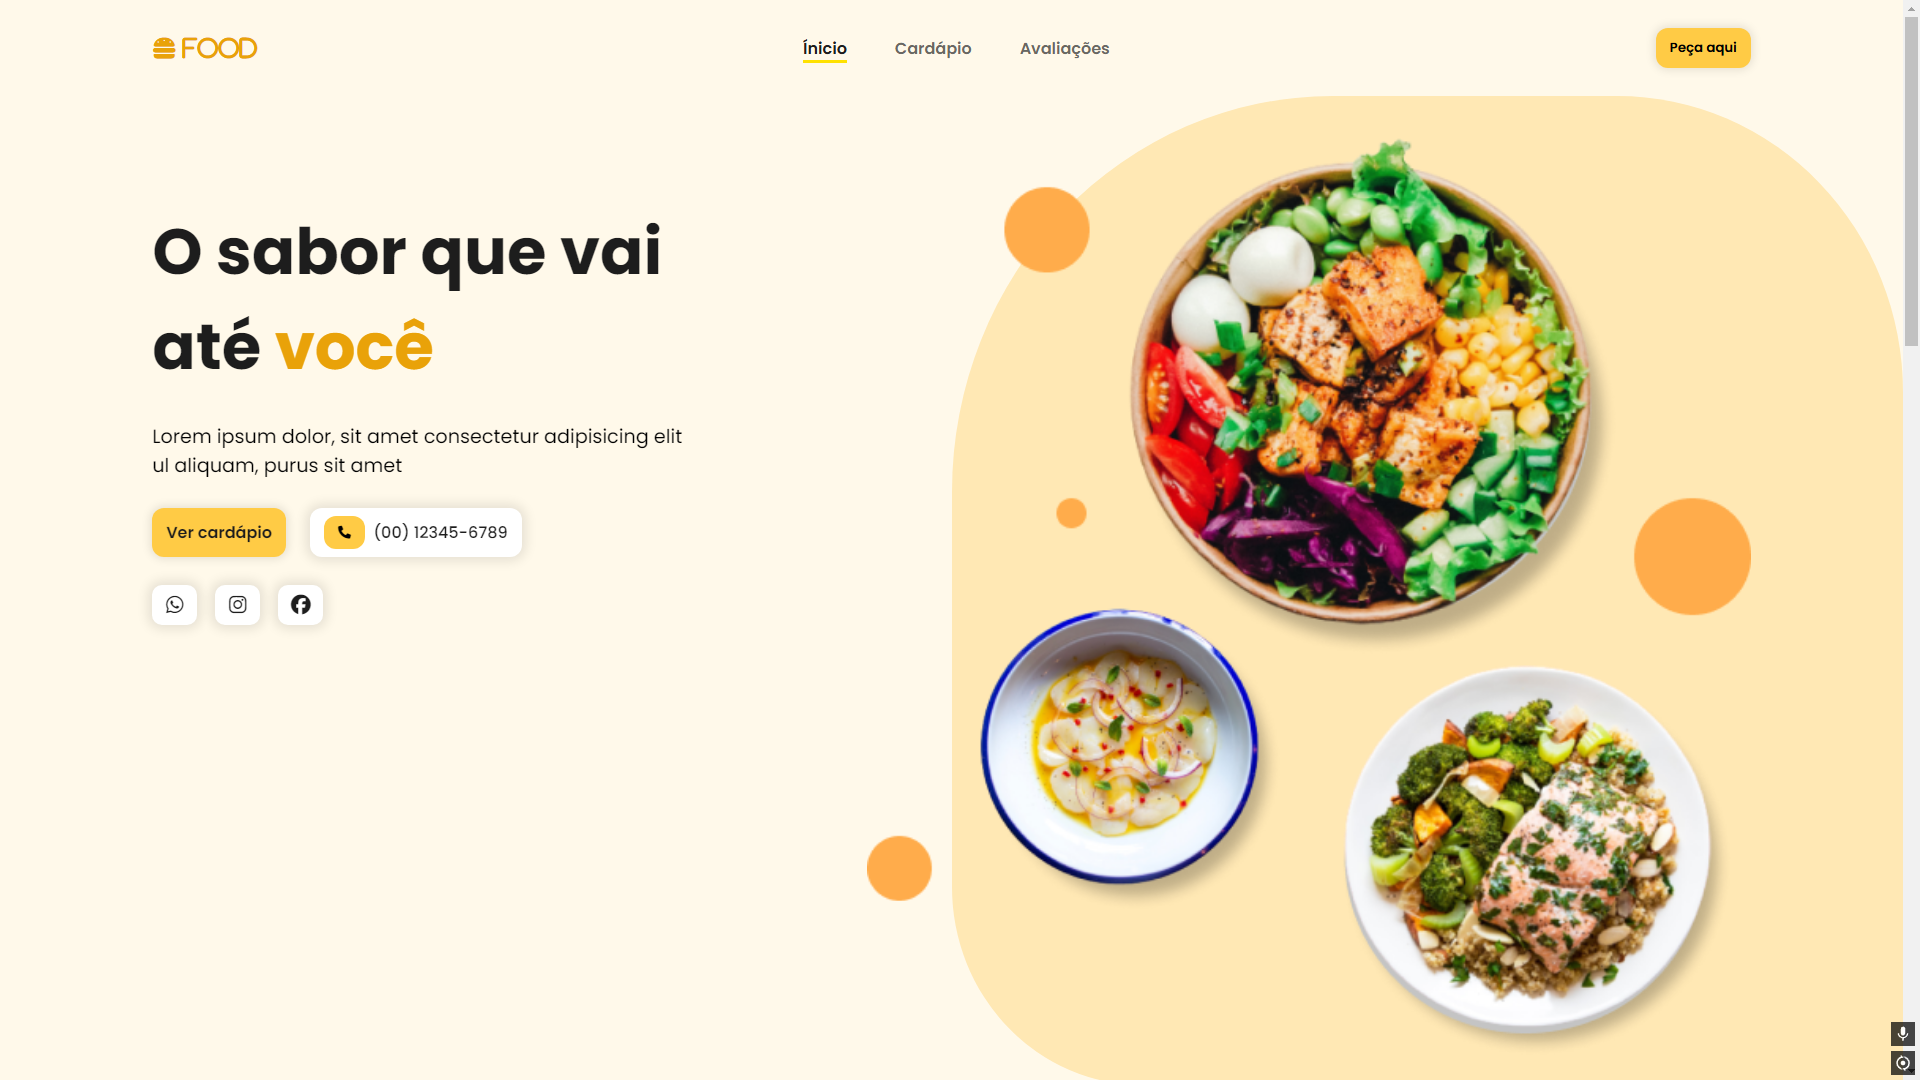 FOOD
Ínicio
Cardápio
Avaliações
Peça aqui
O sabor que vai
até você
Lorem ipsum dolor, sit amet consectetur adipisicing elit
ul aliquam, purus sit amet
Ver cardápio
(00) 12345-6789